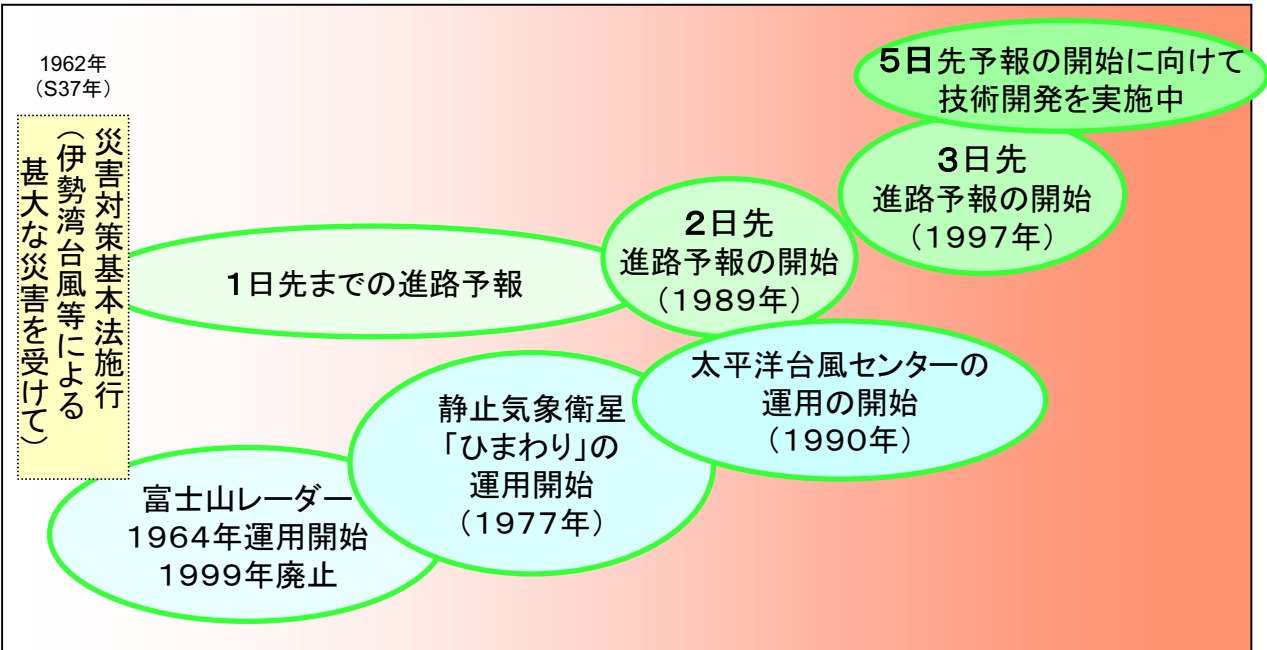 1962年
（S37年）
災害対策基本法施行
（伊勢湾台風等による
甚大な災害を受けて）
5日先予報の開始に向けて
技術開発を実施中
3日先
進路予報の開始
（1997年）
2日先
進路予報の開始
（1989年）
1日先までの進路予報
太平洋台風センターの
運用の開始
（1990年）
静止気象衛星
「ひまわり」の
運用開始
（1977年）
富士山レーダー
1964年運用開始
1999年廃止